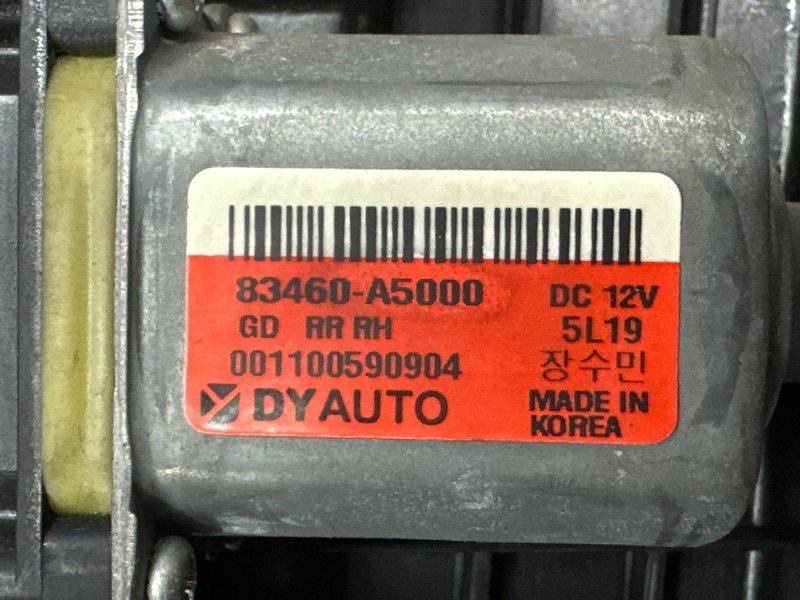 83460-A5000 DC 12V
GD RR RH 5L19
001100590904 장수민
DYAUTO MADE IN
KOREA